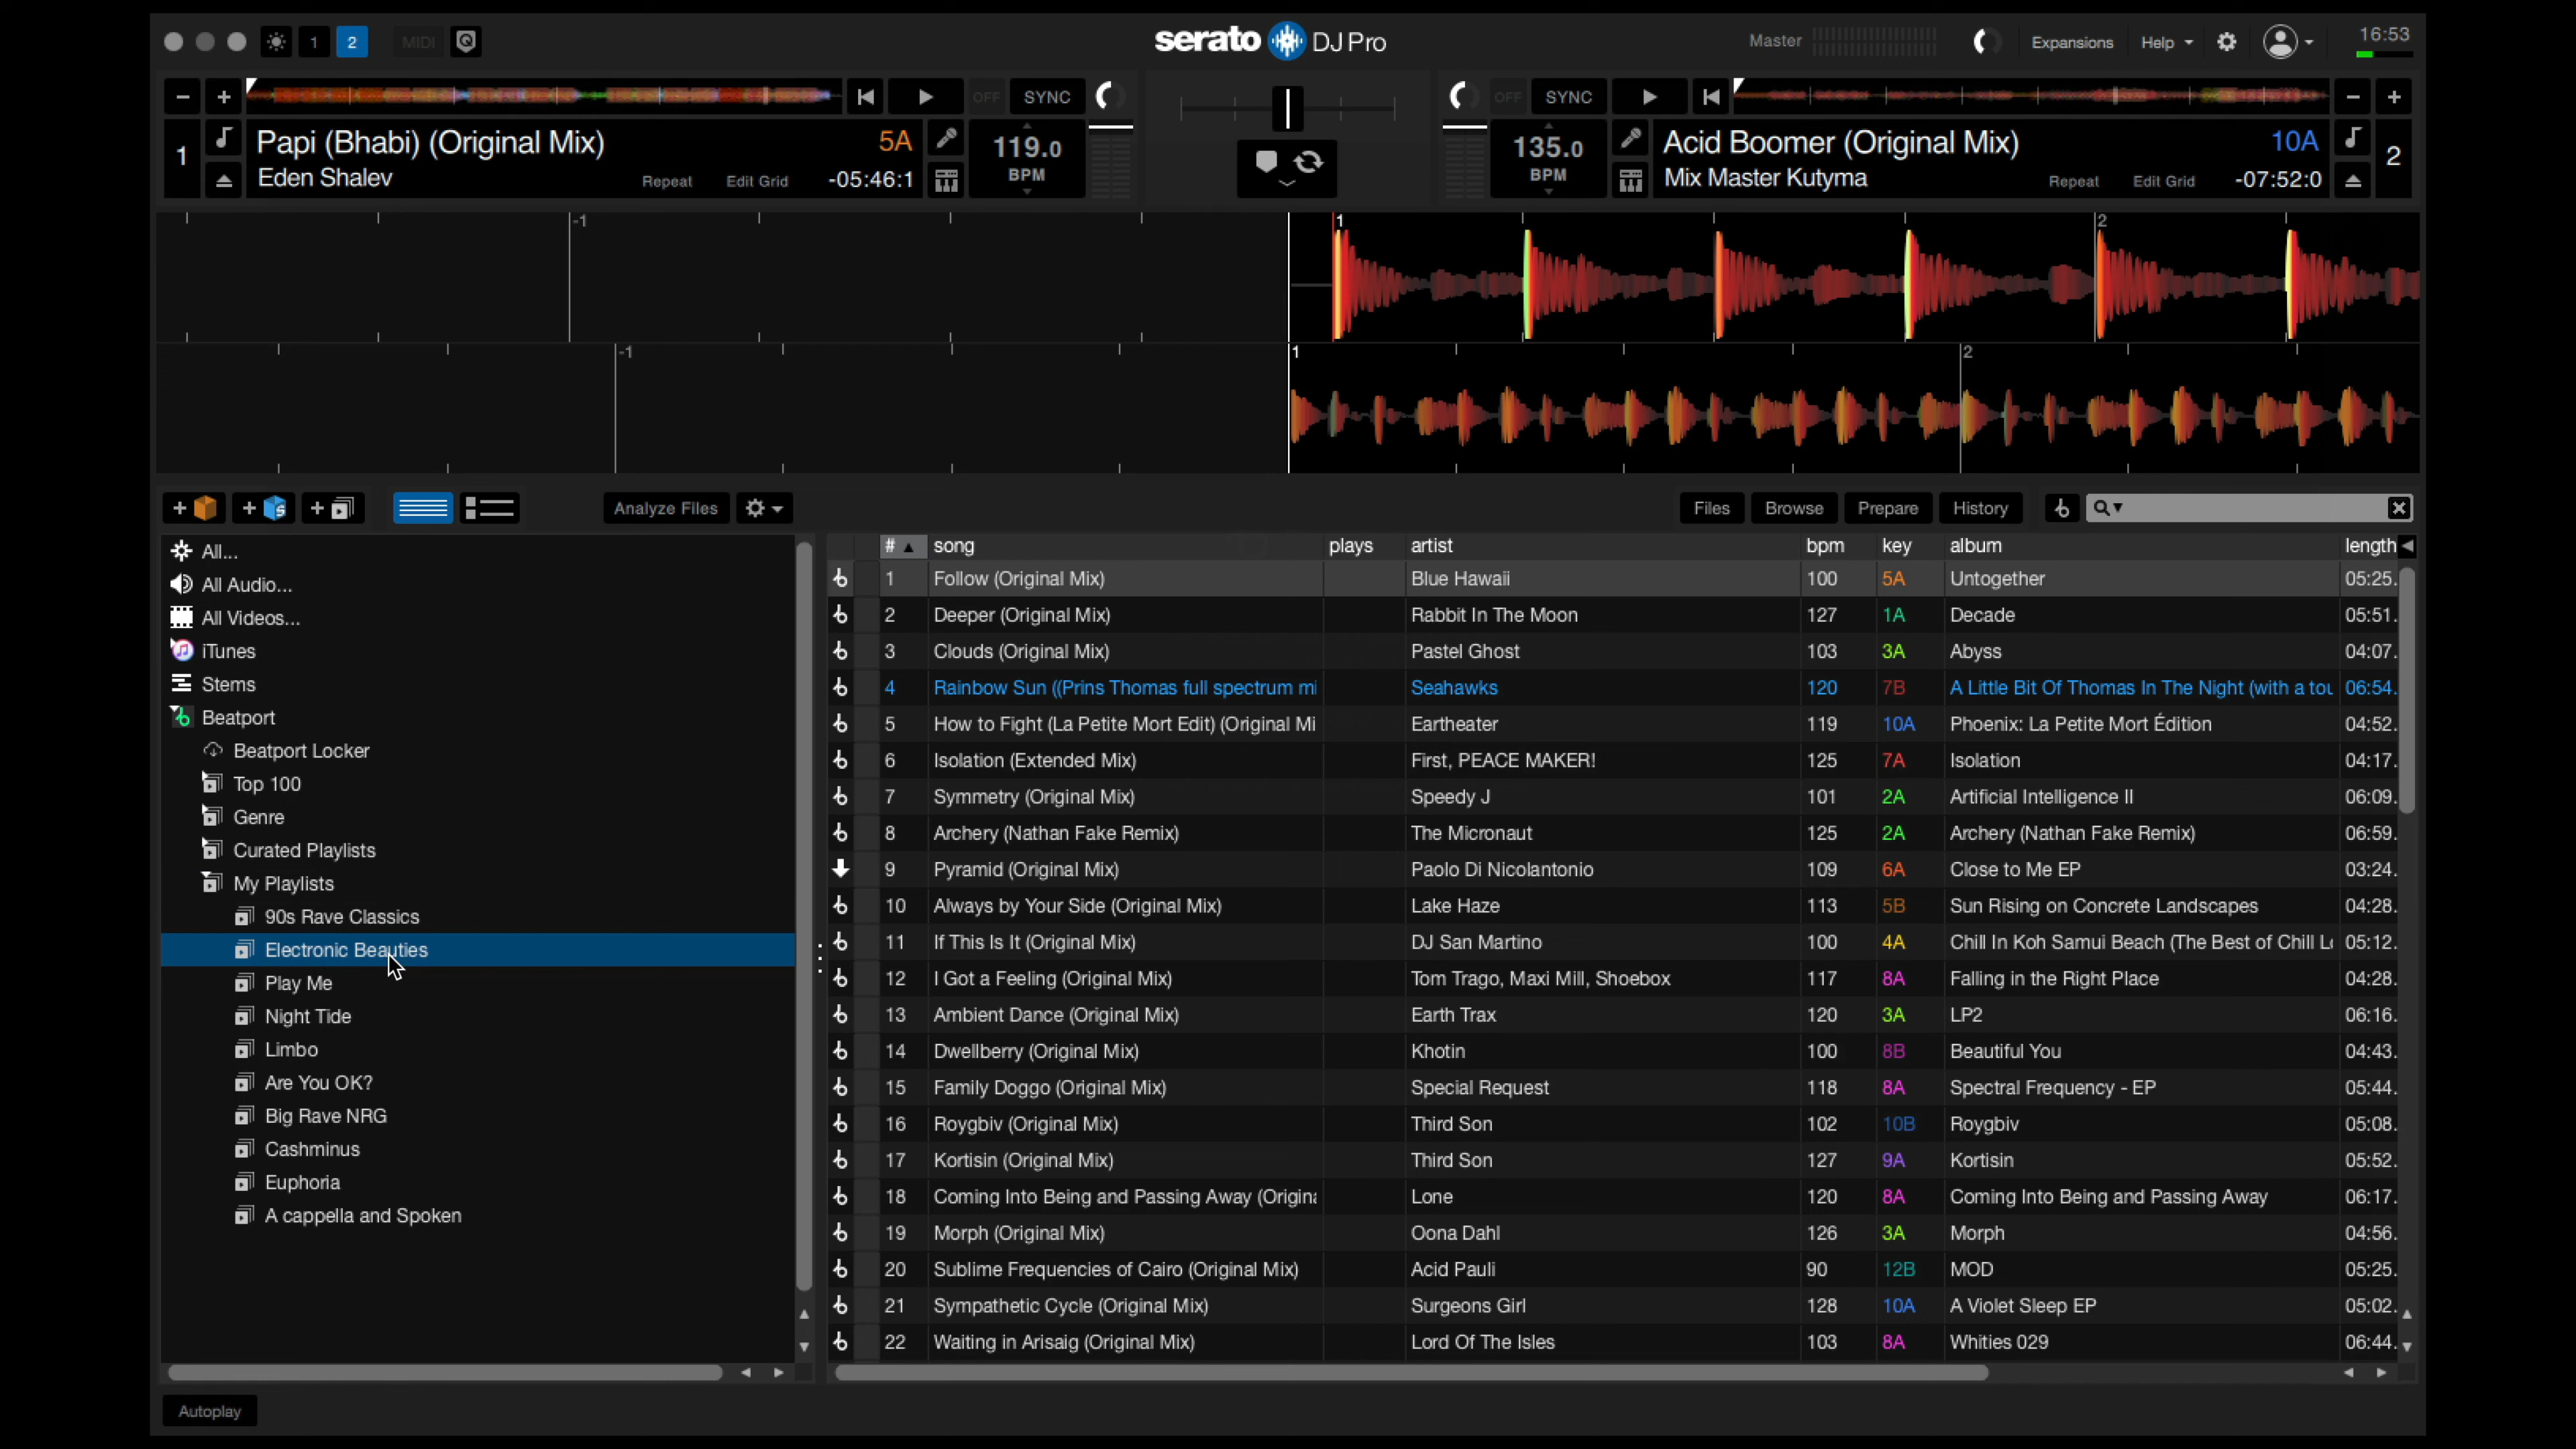 1 2 MIDI serato DJ Pro Master Expansions Help 16:53
OFF SYNC OFF SYNC
1 Papi (Bhabi) (Original Mix) 5A 119.0 BPM 135.0 BPM Acid Boomer (Original Mix) 10A 2
Eden Shalev Repeat Edit Grid -05:46:1 Mix Master Kutyma Repeat Edit Grid -07:52:0
-1 1 2
-1 1 2
Analyze Files Files Browse Prepare History
All...
All Audio...
All Videos...
iTunes
Stems
Beatport
Beatport Locker
Top 100
Genre
Curated Playlists
My Playlists
90s Rave Classics
Electronic Beauties
Play Me
Night Tide
Limbo
Are You OK?
Big Rave NRG
Cashminus
Euphoria
A cappella and Spoken
# song plays artist bpm key album length
1 Follow (Original Mix) Blue Hawaii 100 5A Untogether 05:25.
2 Deeper (Original Mix) Rabbit In The Moon 127 1A Decade 05:51.
3 Clouds (Original Mix) Pastel Ghost 103 3A Abyss 04:07.
4 Rainbow Sun ((Prins Thomas full spectrum mi Seahawks 120 7B A Little Bit Of Thomas In The Night (with a tou 06:54.
5 How to Fight (La Petite Mort Edit) (Original Mi Eartheater 119 10A Phoenix: La Petite Mort Édition 04:52.
6 Isolation (Extended Mix) First, PEACE MAKER! 125 7A Isolation 04:17.
7 Symmetry (Original Mix) Speedy J 101 2A Artificial Intelligence II 06:09.
8 Archery (Nathan Fake Remix) The Micronaut 125 2A Archery (Nathan Fake Remix) 06:59.
9 Pyramid (Original Mix) Paolo Di Nicolantonio 109 6A Close to Me EP 03:24.
10 Always by Your Side (Original Mix) Lake Haze 113 5B Sun Rising on Concrete Landscapes 04:28.
11 If This Is It (Original Mix) DJ San Martino 100 4A Chill In Koh Samui Beach (The Best of Chill Lo 05:12.
12 I Got a Feeling (Original Mix) Tom Trago, Maxi Mill, Shoebox 117 8A Falling in the Right Place 04:28.
13 Ambient Dance (Original Mix) Earth Trax 120 3A LP2 06:16.
14 Dwellberry (Original Mix) Khotin 100 8B Beautiful You 04:43.
15 Family Doggo (Original Mix) Special Request 118 8A Spectral Frequency - EP 05:44.
16 Roygbiv (Original Mix) Third Son 102 10B Roygbiv 05:08.
17 Kortisin (Original Mix) Third Son 127 9A Kortisin 05:52.
18 Coming Into Being and Passing Away (Origina Lone 120 8A Coming Into Being and Passing Away 06:17.
19 Morph (Original Mix) Oona Dahl 126 3A Morph 04:56.
20 Sublime Frequencies of Cairo (Original Mix) Acid Pauli 90 12B MOD 05:25.
21 Sympathetic Cycle (Original Mix) Surgeons Girl 128 10A A Violet Sleep EP 05:02.
22 Waiting in Arisaig (Original Mix) Lord Of The Isles 103 8A Whities 029 06:44.
Autoplay